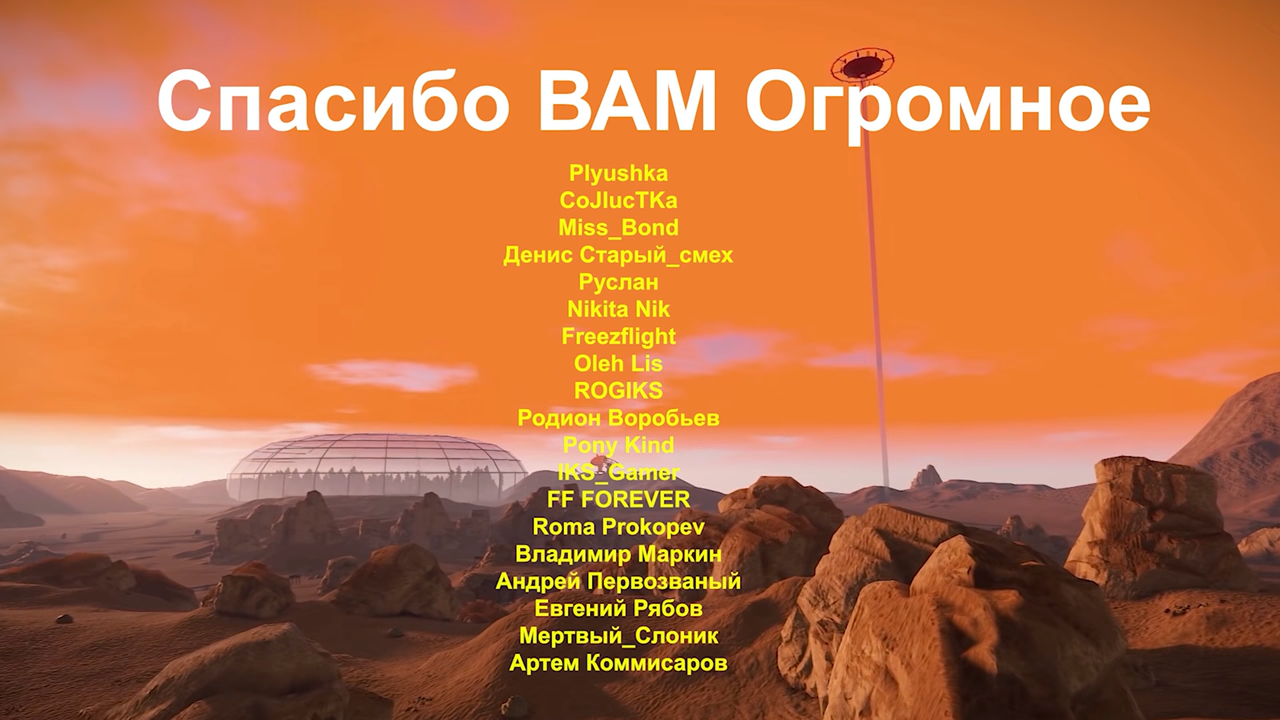 Спасибо ВАМ Огромное
Plyushka
CoJIucTKa
Miss_Bond
Денис Старый_смех
Руслан
Nikita Nik
Freezflight
Oleh Lis
ROGIKS
Родион Воробьев
Pony Kind
IKS_Gamer
FF FOREVER
Roma Prokopev
Владимир Маркин
Андрей Первозваный
Евгений Рябов
Мертвый_Слоник
Артем Коммисаров